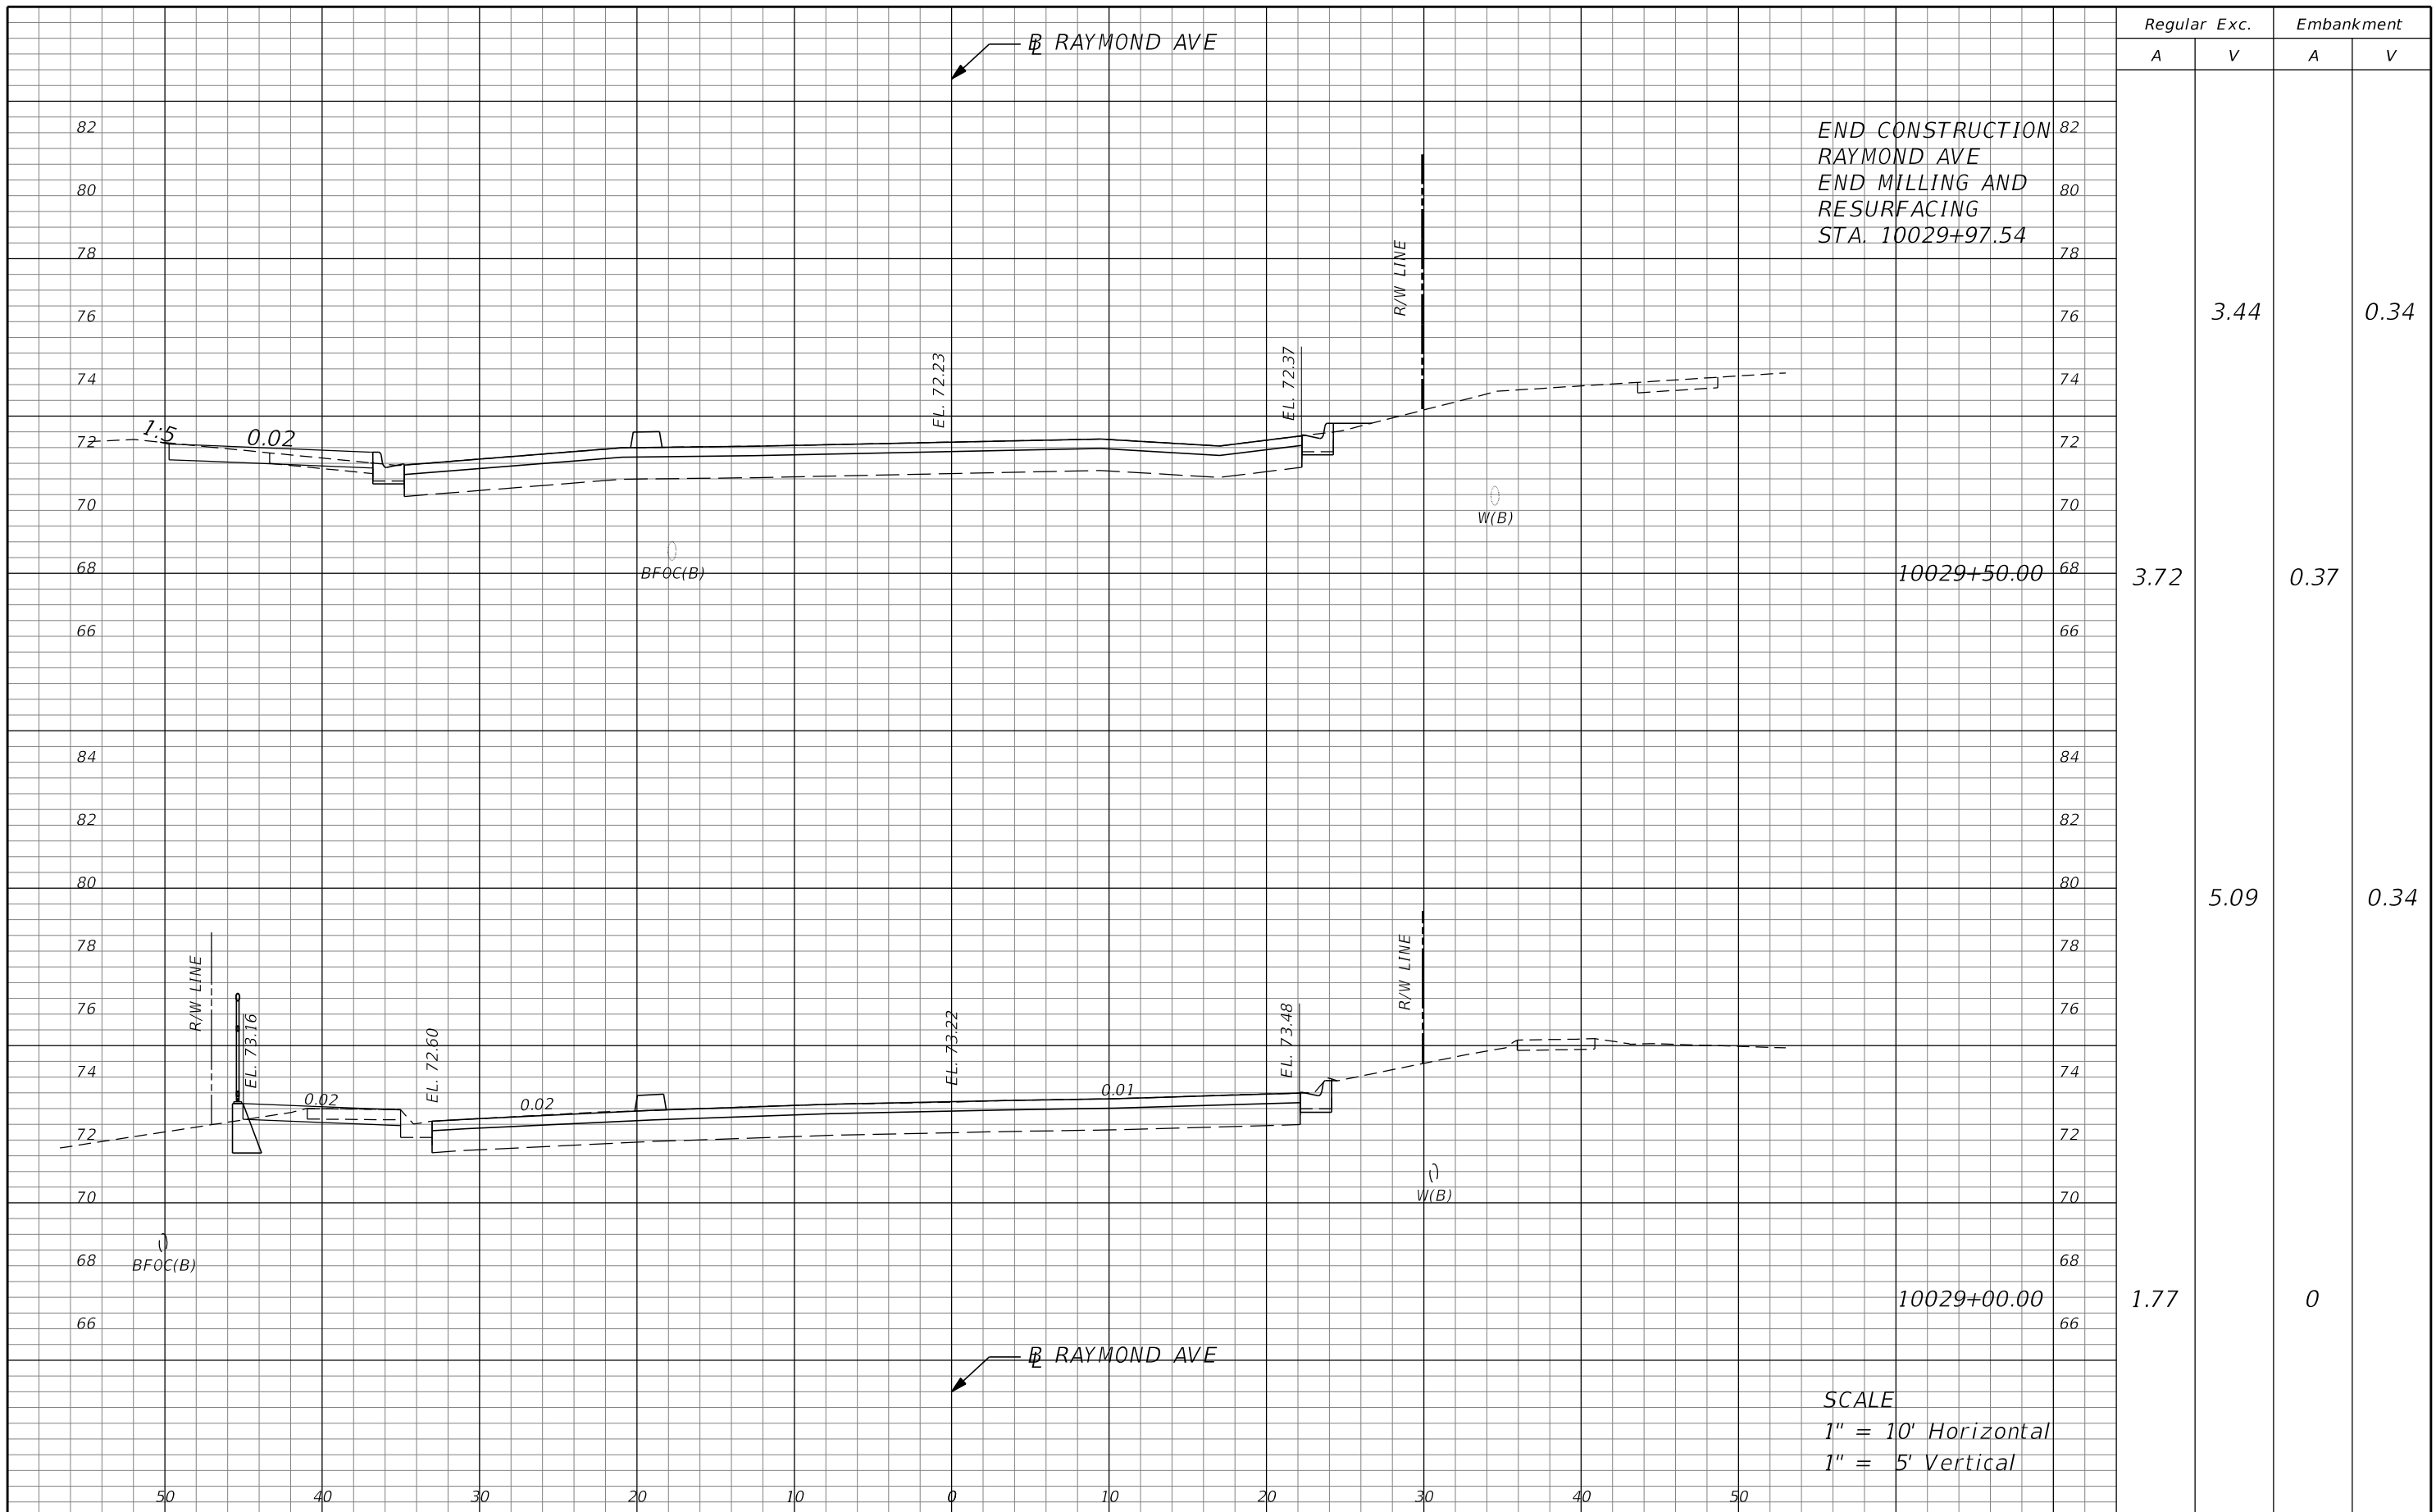 Regular Exc. Embankment
A V A V
BL RAYMOND AVE
END CONSTRUCTION
RAYMOND AVE
END MILLING AND
RESURFACING
STA. 10029+97.54
82 82
80 80
78 78
76 76
74 74
72 72
70 70
68 68
66 66
R/W LINE
3.44 0.34
EL. 72.23
EL. 72.37
1:5 0.02
W(B)
BFOC(B)
10029+50.00 3.72 0.37
84 84
82 82
80 80
78 78
76 76
74 74
72 72
70 70
68 68
66 66
5.09 0.34
R/W LINE
R/W LINE
EL. 73.16
EL. 72.60
EL. 73.22
EL. 73.48
0.02 0.02 0.01
W(B)
BFOC(B)
10029+00.00 1.77 0
BL RAYMOND AVE
SCALE
1" = 10' Horizontal
1" = 5' Vertical
50 40 30 20 10 0 10 20 30 40 50